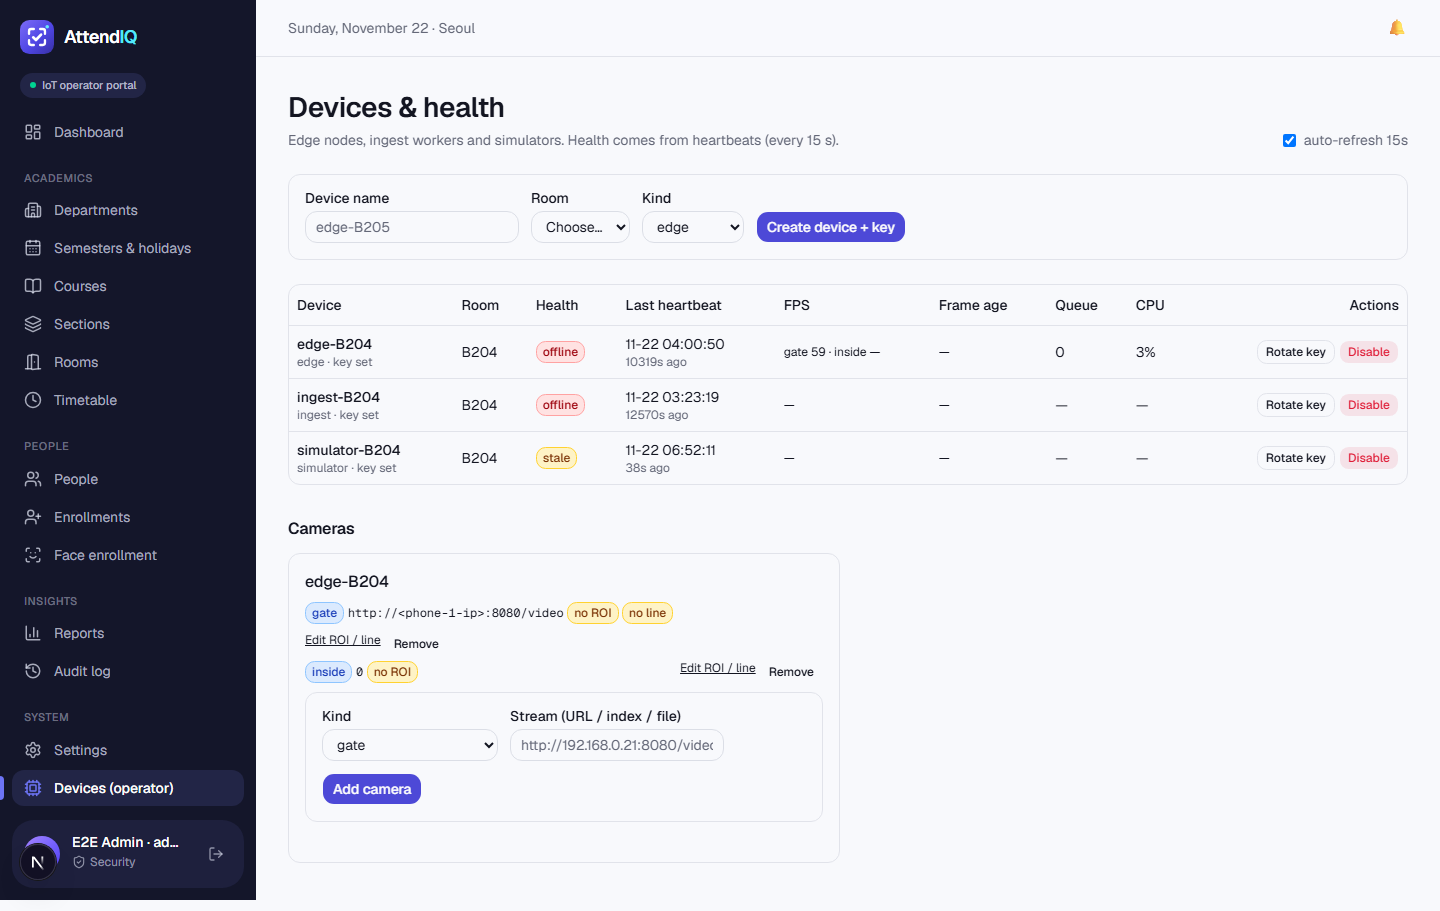 AttendIQ
IoT operator portal
Dashboard
ACADEMICS
Departments
Semesters & holidays
Courses
Sections
Rooms
Timetable
PEOPLE
People
Enrollments
Face enrollment
INSIGHTS
Reports
Audit log
SYSTEM
Settings
Devices (operator)
E2E Admin · ad...
N
Security
Sunday, November 22 · Seoul
Devices & health
Edge nodes, ingest workers and simulators. Health comes from heartbeats (every 15 s).
auto-refresh 15s
Device name Room Kind
edge-B205 Choose... edge Create device + key
Device Room Health Last heartbeat FPS Frame age Queue CPU Actions
edge-B204 B204 offline 11-22 04:00:50 gate 59 · inside — — 0 3% Rotate key Disable
edge · key set 10319s ago
ingest-B204 B204 offline 11-22 03:23:19 — — — — Rotate key Disable
ingest · key set 12570s ago
simulator-B204 B204 stale 11-22 06:52:11 — — — — Rotate key Disable
simulator · key set 38s ago
Cameras
edge-B204
gate http://<phone-1-ip>:8080/video no ROI no line
Edit ROI / line Remove
inside 0 no ROI Edit ROI / line Remove
Kind Stream (URL / index / file)
gate http://192.168.0.21:8080/video
Add camera